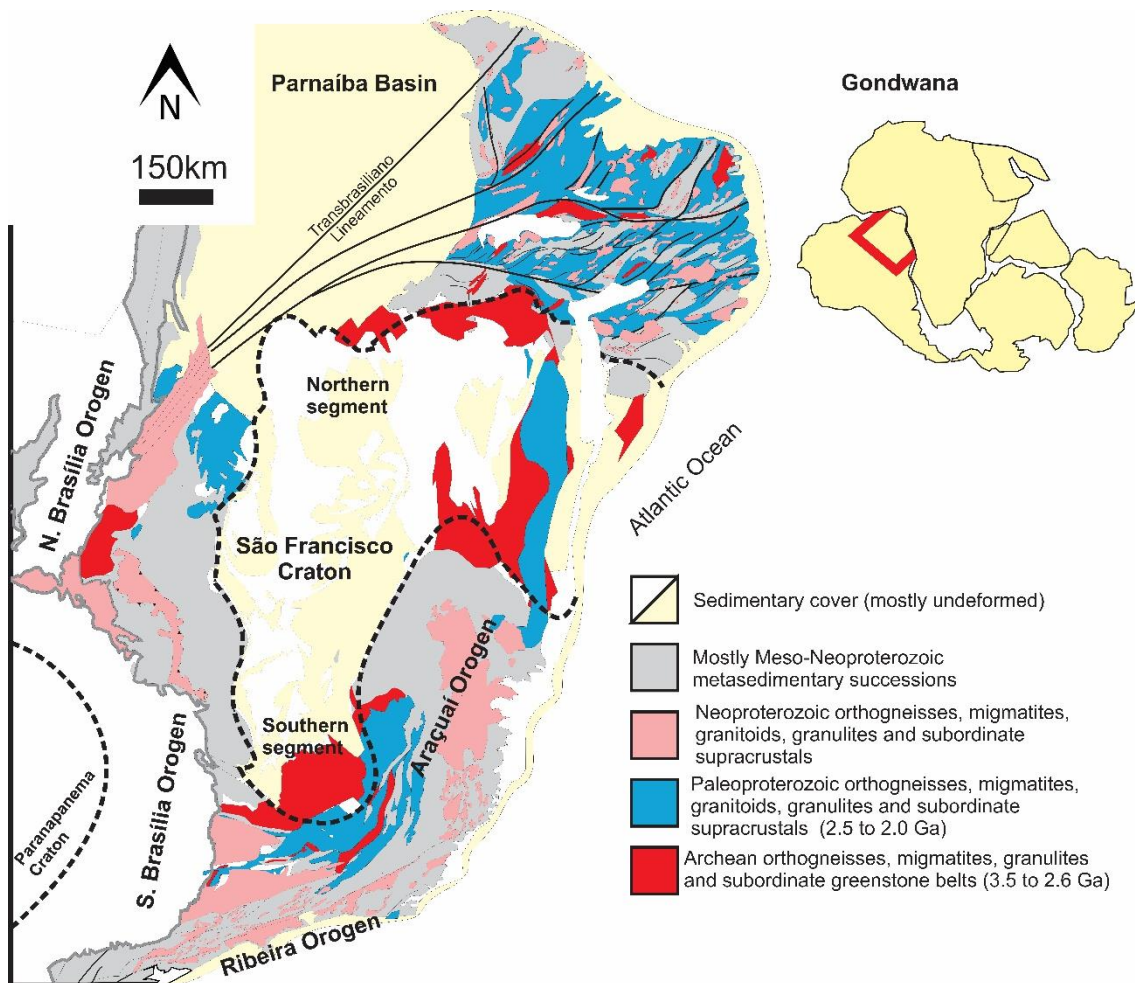 N
150km
Parnaíba Basin
Gondwana
Transbrasiliano
Lineamento
Northern
segment
N. Brasília Orogen
Atlantic Ocean
São Francisco
Craton
Araçuaí Orogen
Southern
segment
Paranapanema
Craton
S. Brasília Orogen
Ribeira Orogen
Sedimentary cover (mostly undeformed)
Mostly Meso-Neoproterozoic
metasedimentary successions
Neoproterozoic orthogneisses, migmatites,
granitoids, granulites and subordinate
supracrustals
Paleoproterozoic orthogneisses, migmatites,
granitoids, granulites and subordinate
supracrustals (2.5 to 2.0 Ga)
Archean orthogneisses, migmatites, granulites
and subordinate greenstone belts (3.5 to 2.6 Ga)